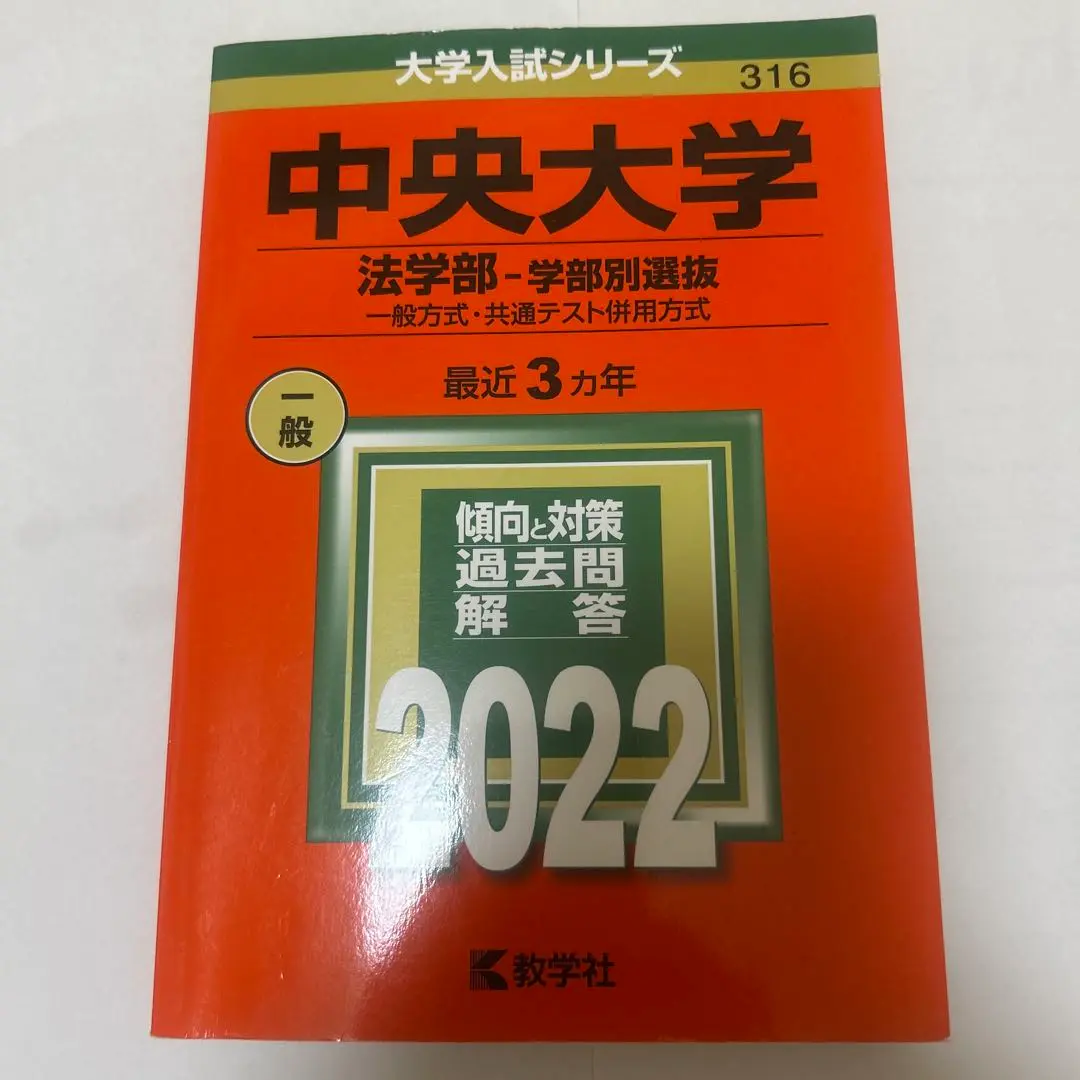 大学入試シリーズ
316
中央大学
法学部-学部別選抜
一般方式・共通テスト併用方式
最近3カ年
一般
傾向と対策
過去問
解答
2022
教学社